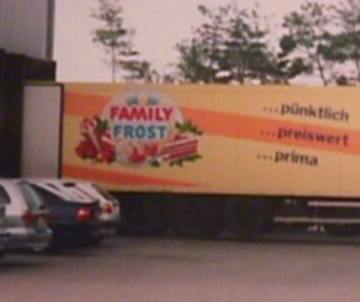 FAMILY
FROST
...pünktlich
...preiswert
...prima